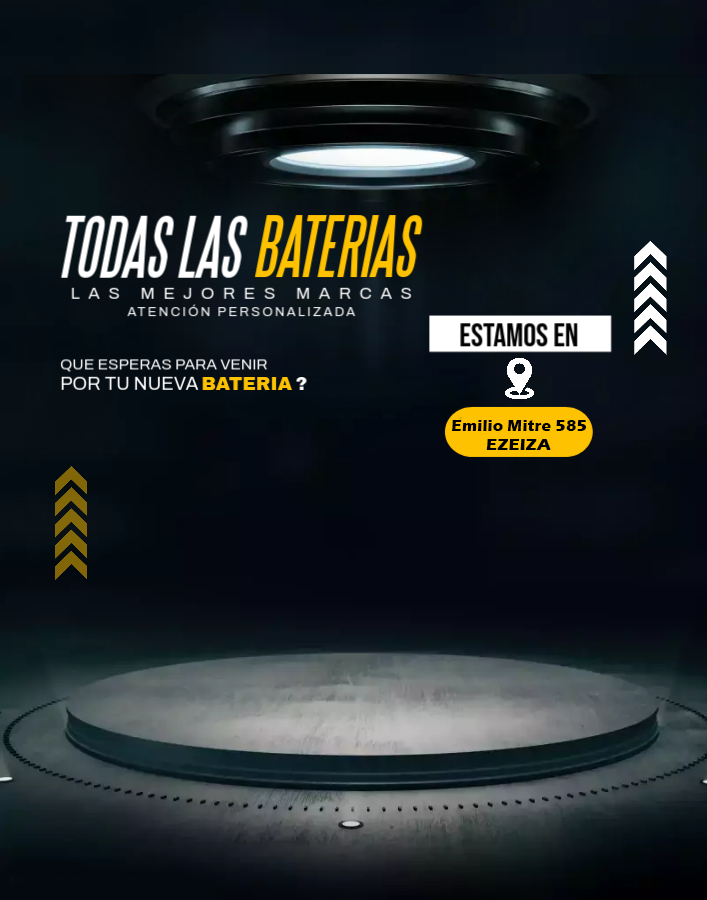 TODAS LAS BATERIAS
LAS MEJORES MARCAS
ATENCIÓN PERSONALIZADA
QUE ESPERAS PARA VENIR
POR TU NUEVA BATERIA ?
ESTAMOS EN
Emilio Mitre 585
EZEIZA